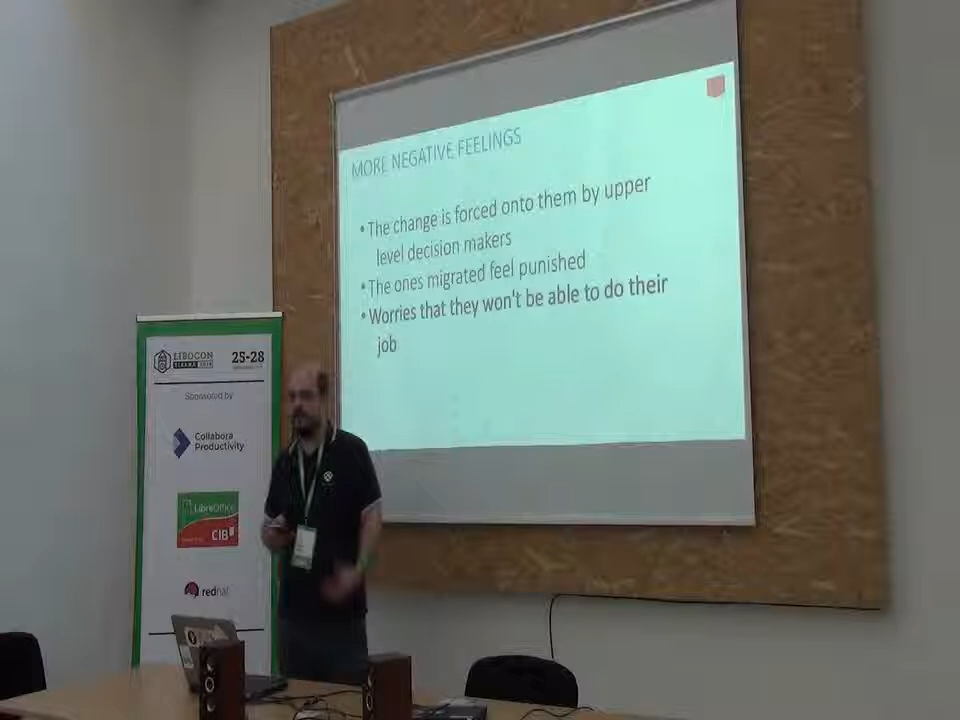 MORE NEGATIVE FEELINGS
• The change is forced onto them by upper
level decision makers
• The ones migrated feel punished
• Worries that they won't be able to do their
job
LIBOCON
25-28
Sponsored by
Collabora
Productivity
LibreOffice
CIB
redhat